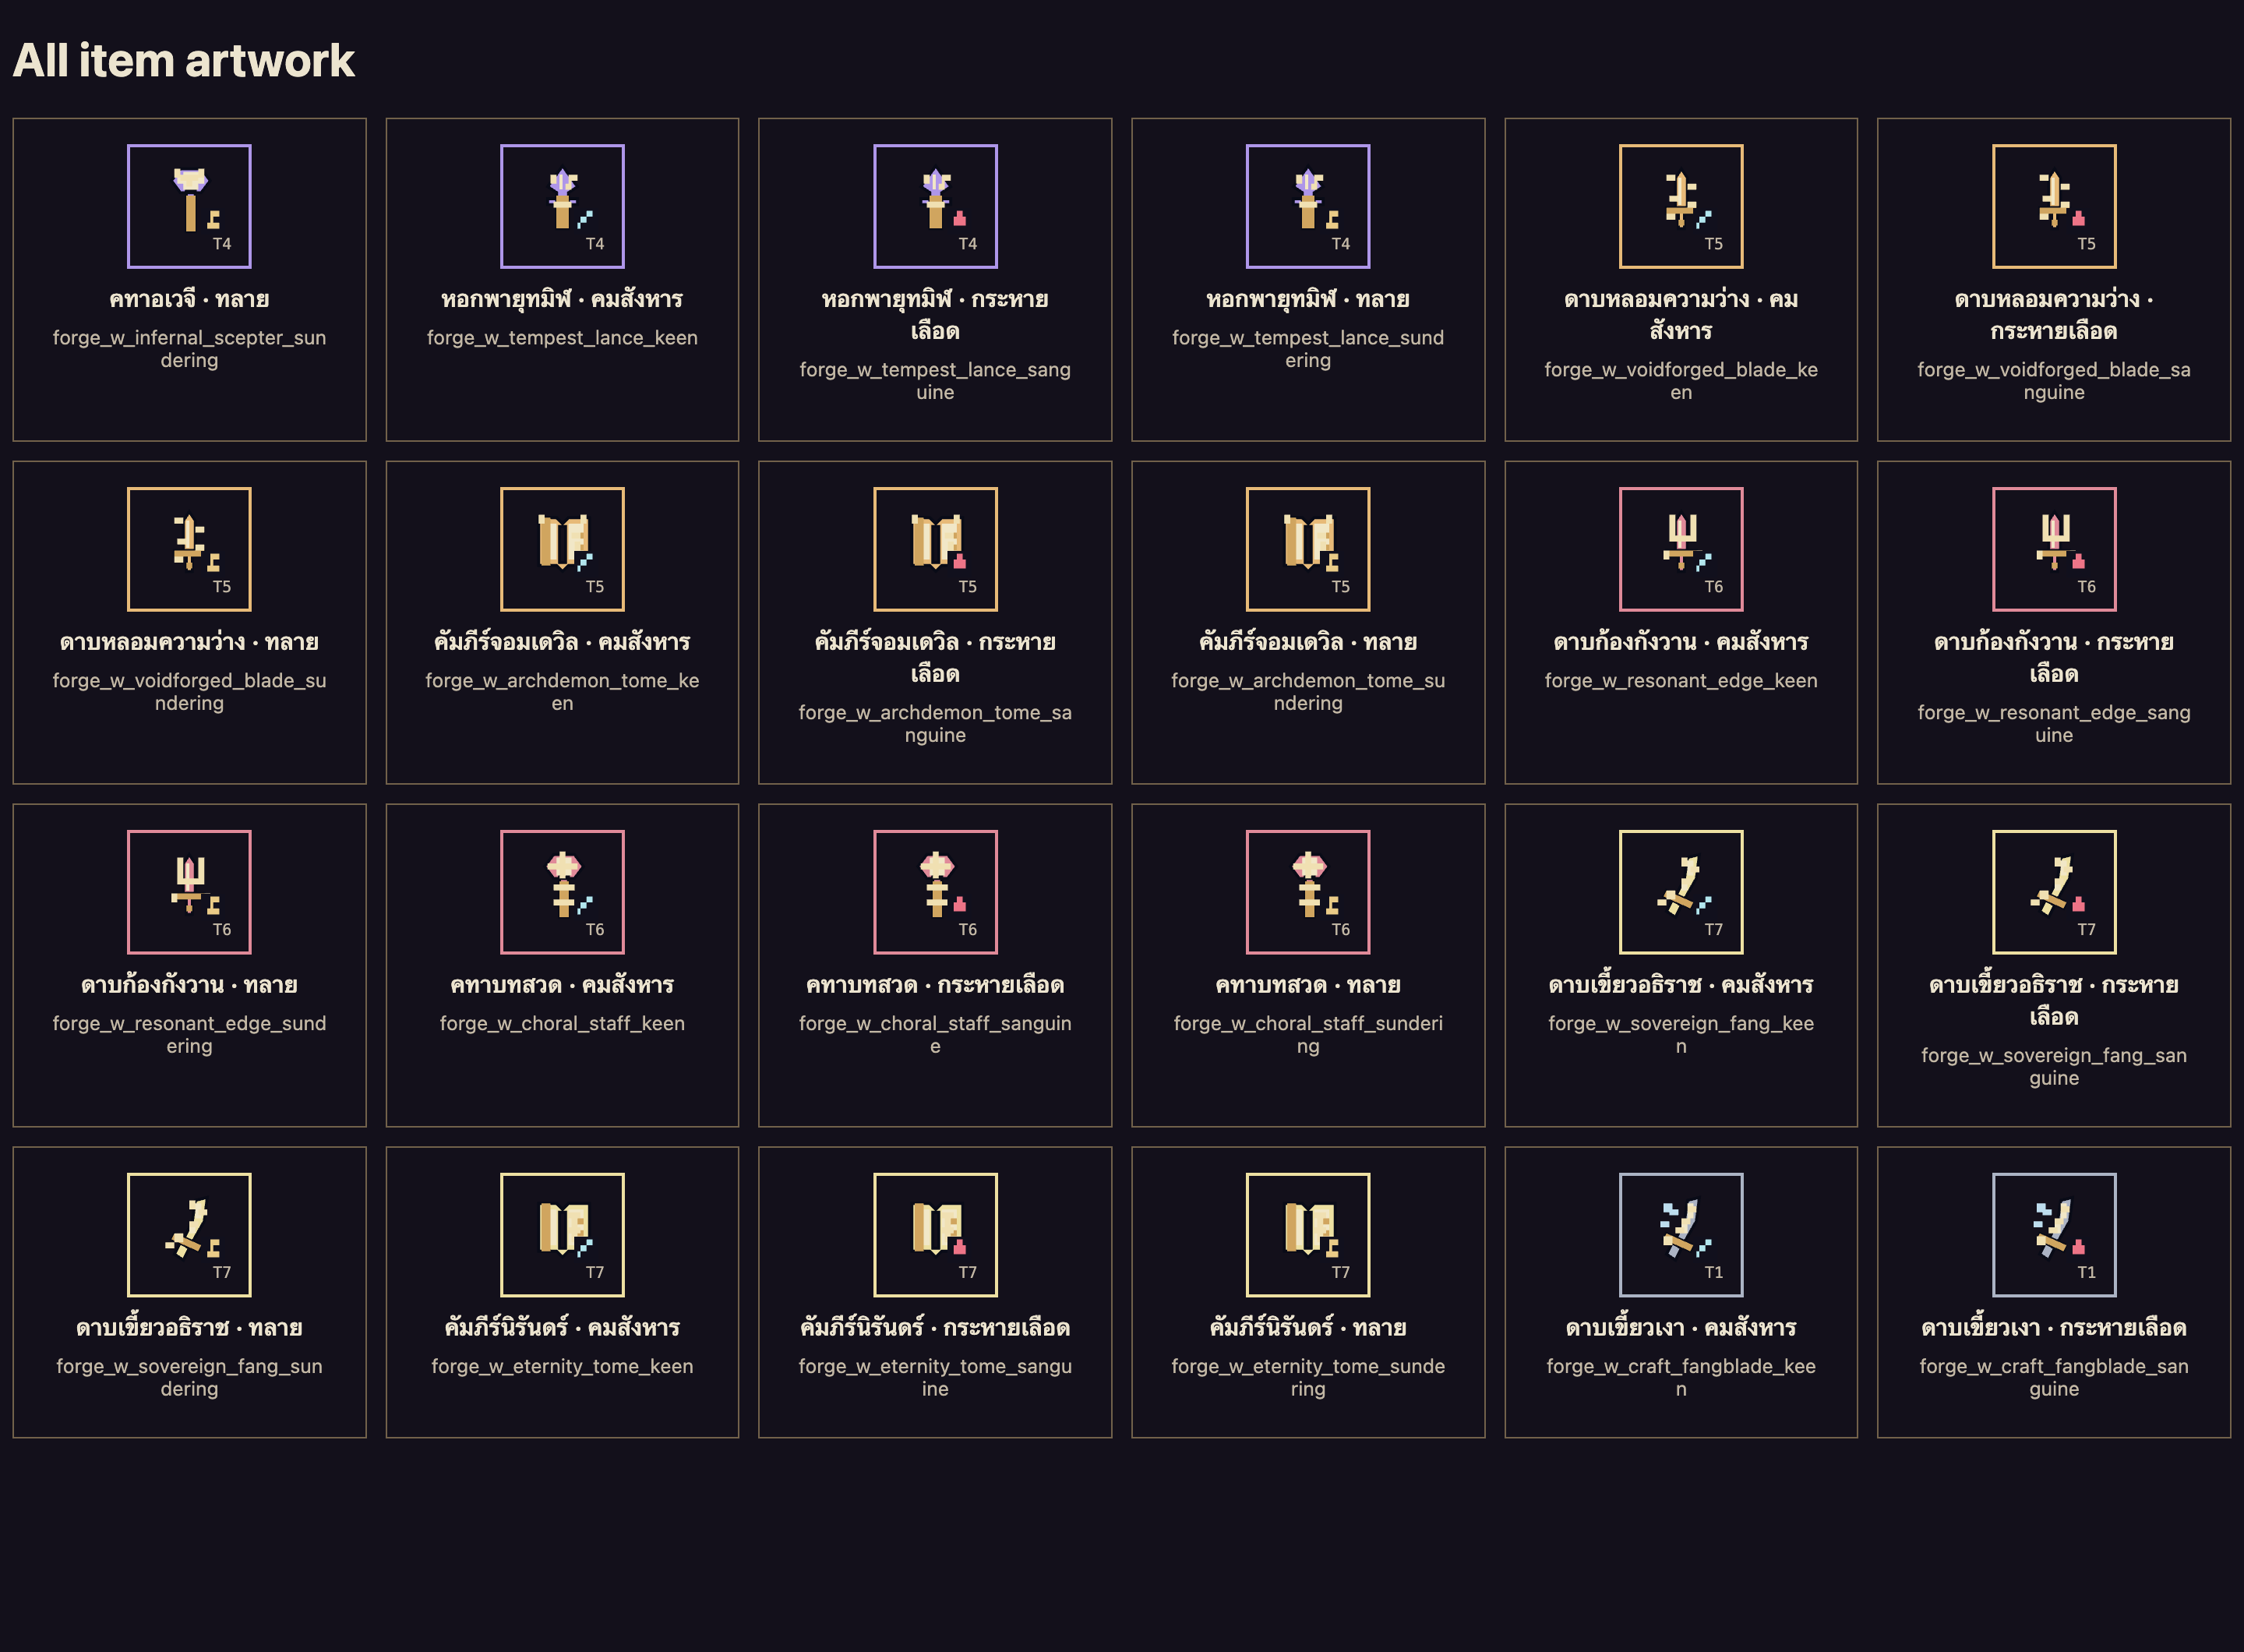 All item artwork
T4
คทาอเวจี · ทลาย
forge_w_infernal_scepter_sun
dering
T4
หอกพายุทมิฬ · คมสังหาร
forge_w_tempest_lance_keen
T4
หอกพายุทมิฬ · กระหาย
เลือด
forge_w_tempest_lance_sang
uine
T4
หอกพายุทมิฬ · ทลาย
forge_w_tempest_lance_sund
ering
T5
ดาบหลอมความว่าง · คม
สังหาร
forge_w_voidforged_blade_ke
en
T5
ดาบหลอมความว่าง ·
กระหายเลือด
forge_w_voidforged_blade_sa
nguine
T5
ดาบหลอมความว่าง · ทลาย
forge_w_voidforged_blade_su
ndering
T5
คัมภีร์จอมเดวิล · คมสังหาร
forge_w_archdemon_tome_ke
en
T5
คัมภีร์จอมเดวิล · กระหาย
เลือด
forge_w_archdemon_tome_sa
nguine
T5
คัมภีร์จอมเดวิล · ทลาย
forge_w_archdemon_tome_su
ndering
T6
ดาบก้องกังวาน · คมสังหาร
forge_w_resonant_edge_keen
T6
ดาบก้องกังวาน · กระหาย
เลือด
forge_w_resonant_edge_sang
uine
T6
ดาบก้องกังวาน · ทลาย
forge_w_resonant_edge_sund
ering
T6
คทาบทสวด · คมสังหาร
forge_w_choral_staff_keen
T6
คทาบทสวด · กระหายเลือด
forge_w_choral_staff_sanguin
e
T6
คทาบทสวด · ทลาย
forge_w_choral_staff_sunderi
ng
T7
ดาบเขี้ยวอธิราช · คมสังหาร
forge_w_sovereign_fang_kee
n
T7
ดาบเขี้ยวอธิราช · กระหาย
เลือด
forge_w_sovereign_fang_san
guine
T7
ดาบเขี้ยวอธิราช · ทลาย
forge_w_sovereign_fang_sun
dering
T7
คัมภีร์นิรันดร์ · คมสังหาร
forge_w_eternity_tome_keen
T7
คัมภีร์นิรันดร์ · กระหายเลือด
forge_w_eternity_tome_sangu
ine
T7
คัมภีร์นิรันดร์ · ทลาย
forge_w_eternity_tome_sunde
ring
T1
ดาบเขี้ยวเงา · คมสังหาร
forge_w_craft_fangblade_kee
n
T1
ดาบเขี้ยวเงา · กระหายเลือด
forge_w_craft_fangblade_san
guine